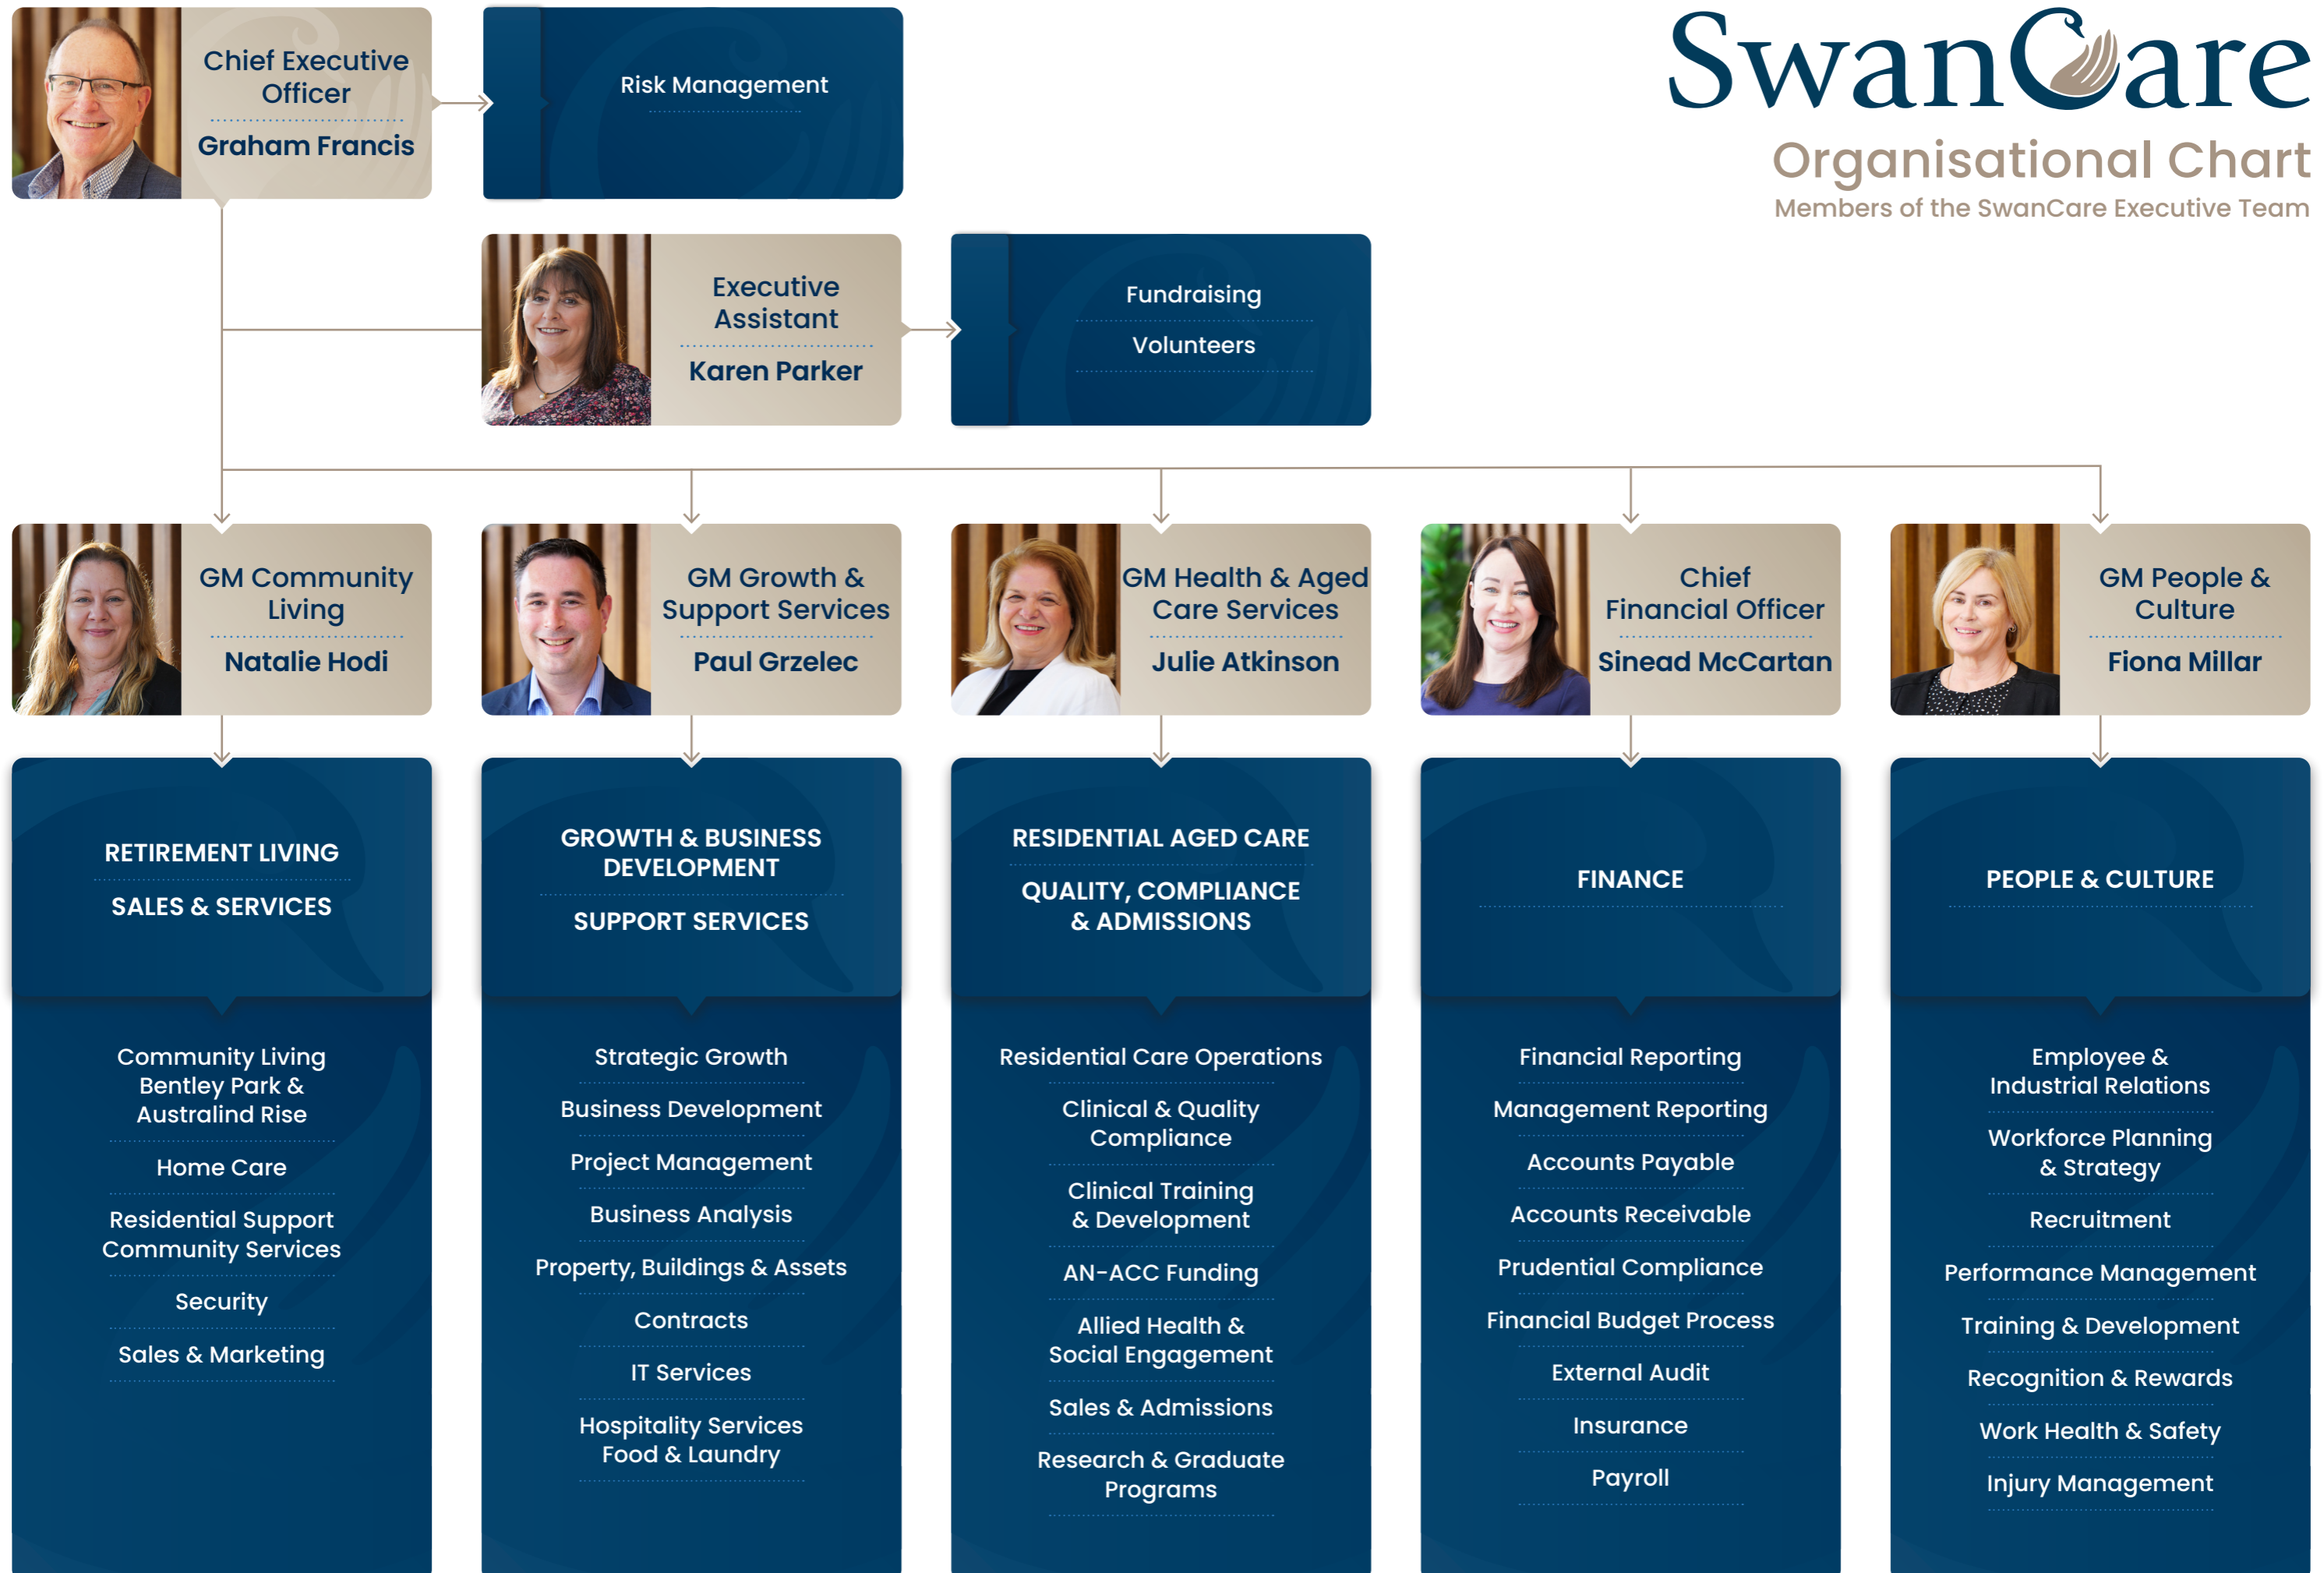 Chief Executive
Officer
Graham Francis
Risk Management
SwanCare
Organisational Chart
Members of the SwanCare Executive Team
Executive
Assistant
Karen Parker
Fundraising
Volunteers
GM Community
Living
Natalie Hodi
GM Growth &
Support Services
Paul Grzelec
GM Health & Aged
Care Services
Julie Atkinson
Chief
Financial Officer
Sinead McCartan
GM People &
Culture
Fiona Millar
RETIREMENT LIVING
SALES & SERVICES
Community Living
Bentley Park &
Australind Rise
Home Care
Residential Support
Community Services
Security
Sales & Marketing
GROWTH & BUSINESS
DEVELOPMENT
SUPPORT SERVICES
Strategic Growth
Business Development
Project Management
Business Analysis
Property, Buildings & Assets
Contracts
IT Services
Hospitality Services
Food & Laundry
RESIDENTIAL AGED CARE
QUALITY, COMPLIANCE
& ADMISSIONS
Residential Care Operations
Clinical & Quality
Compliance
Clinical Training
& Development
AN-ACC Funding
Allied Health &
Social Engagement
Sales & Admissions
Research & Graduate
Programs
FINANCE
Financial Reporting
Management Reporting
Accounts Payable
Accounts Receivable
Prudential Compliance
Financial Budget Process
External Audit
Insurance
Payroll
PEOPLE & CULTURE
Employee &
Industrial Relations
Workforce Planning
& Strategy
Recruitment
Performance Management
Training & Development
Recognition & Rewards
Work Health & Safety
Injury Management